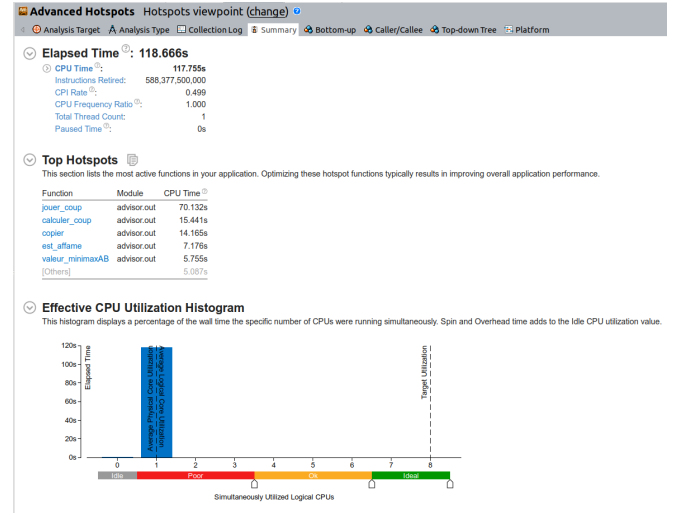 Advanced Hotspots Hotspots viewpoint (change)
Analysis Target Analysis Type Collection Log Summary Bottom-up Caller/Callee Top-down Tree Platform
Elapsed Time: 118.666s
CPU Time: 117.755s
Instructions Retired: 588,377,500,000
CPI Rate: 0.499
CPU Frequency Ratio: 1.000
Total Thread Count: 1
Paused Time: 0s
Top Hotspots
This section lists the most active functions in your application. Optimizing these hotspot functions typically results in improving overall application performance.
Function Module CPU Time
jouer_coup advisor.out 70.132s
calculer_coup advisor.out 15.441s
copier advisor.out 14.165s
est_affame advisor.out 7.176s
valeur_minimaxAB advisor.out 5.755s
[Others] 5.087s
Effective CPU Utilization Histogram
This histogram displays a percentage of the wall time the specific number of CPUs were running simultaneously. Spin and Overhead time adds to the Idle CPU utilization value.
Elapsed Time
120s
100s
80s
60s
40s
20s
0s
Average Physical Core Utilization
Average Logical Core Utilization
Target Utilization
0 1 2 3 4 5 6 7 8
Idle Poor Ok Ideal
Simultaneously Utilized Logical CPUs